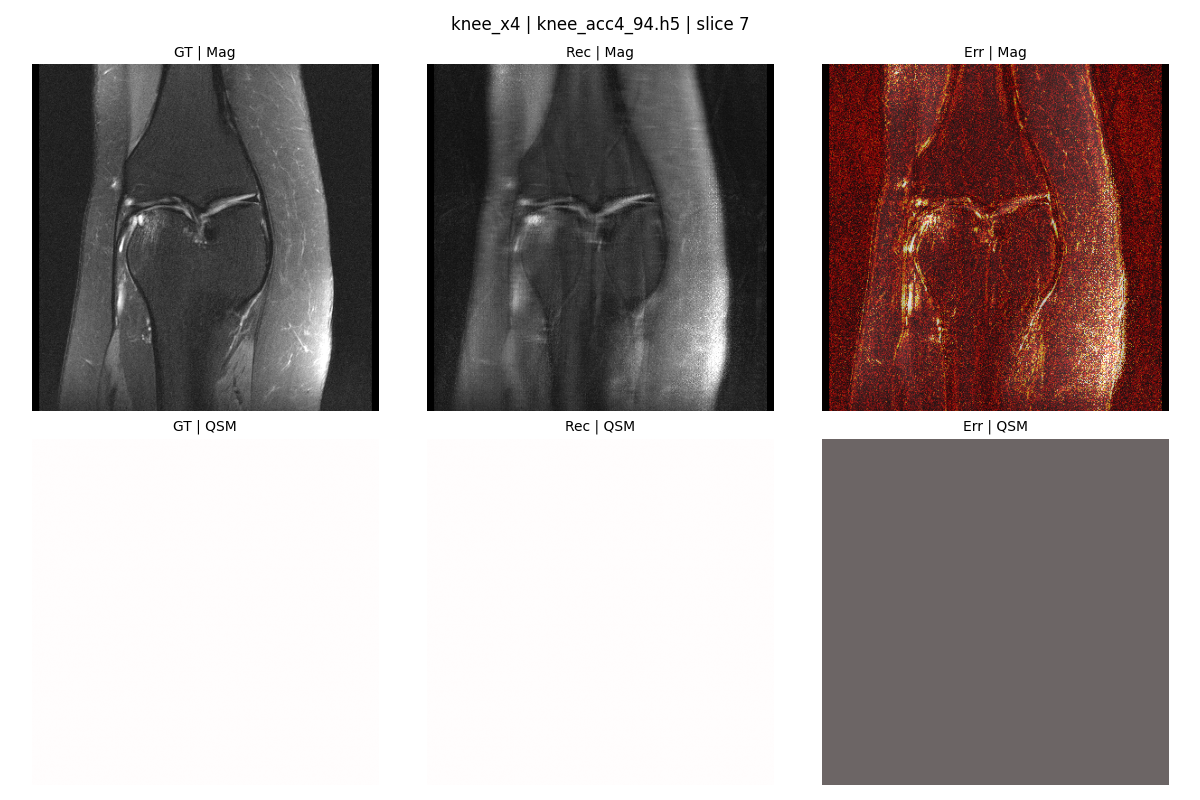 knee_x4 | knee_acc4_94.h5 | slice 7
GT | Mag
Rec | Mag
Err | Mag
GT | QSM
Rec | QSM
Err | QSM